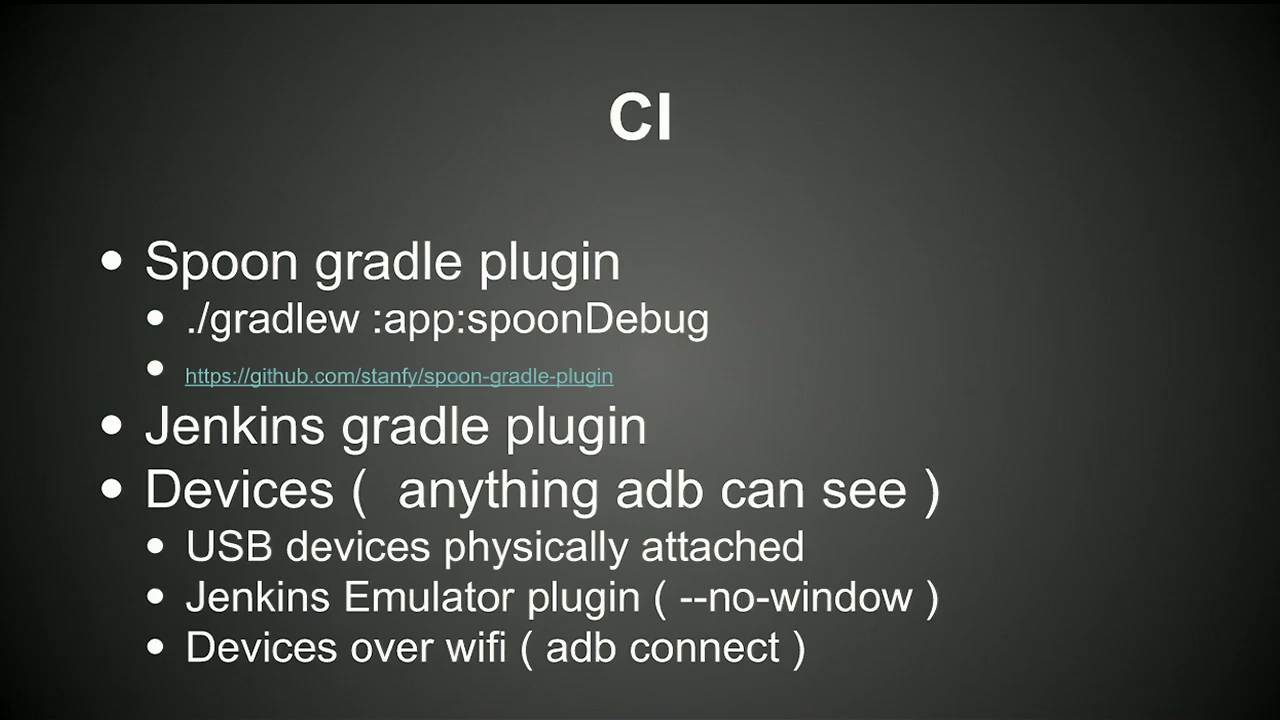 CI
• Spoon gradle plugin
• ./gradlew :app:spoonDebug
• https://github.com/stanfy/spoon-gradle-plugin
• Jenkins gradle plugin
• Devices ( anything adb can see )
• USB devices physically attached
• Jenkins Emulator plugin ( --no-window )
• Devices over wifi ( adb connect )